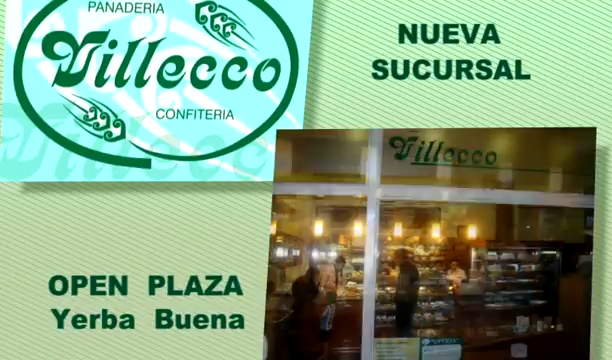 PANADERIA
Villecco
CONFITERIA
NUEVA
SUCURSAL
Villecco
OPEN PLAZA
Yerba Buena